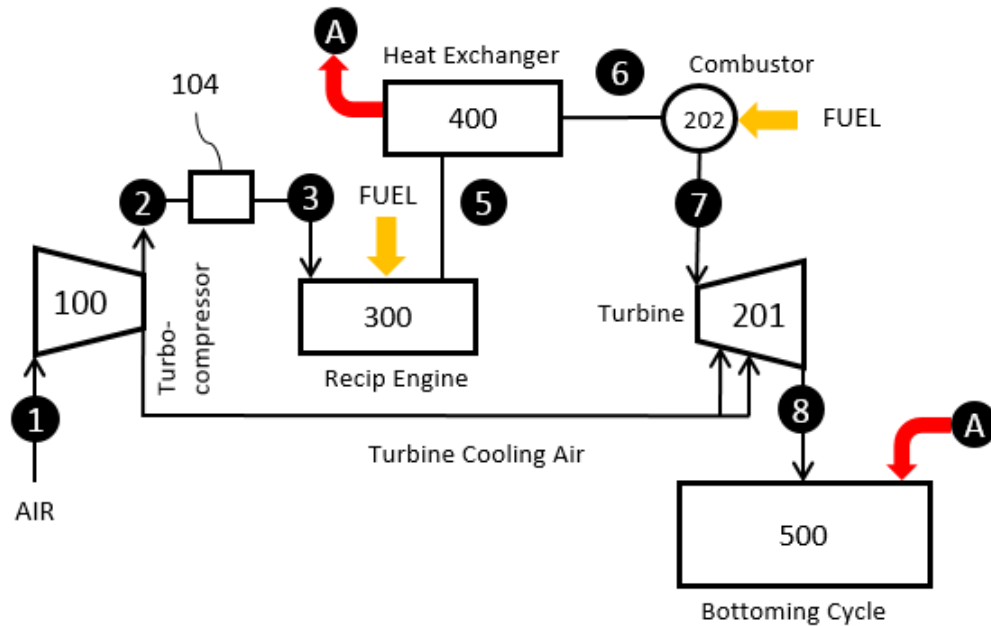 A
Heat Exchanger
6
Combustor
104
400
202
FUEL
2
3
FUEL
5
7
100
Turbo-
compressor
300
Turbine
201
Recip Engine
1
8
A
Turbine Cooling Air
AIR
500
Bottoming Cycle